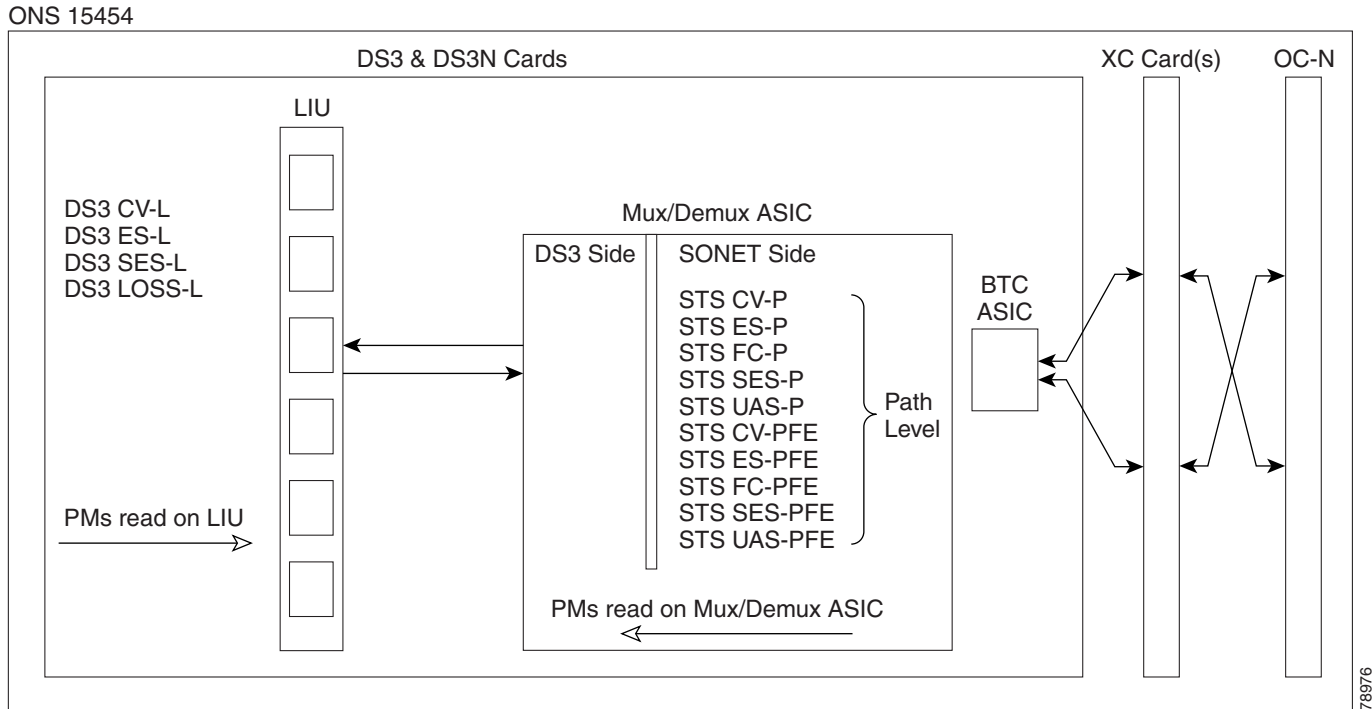 ONS 15454
DS3 & DS3N Cards
XC Card(s)
OC-N
LIU
DS3 CV-L
DS3 ES-L
DS3 SES-L
DS3 LOSS-L
PMs read on LIU
Mux/Demux ASIC
DS3 Side
SONET Side
STS CV-P
STS ES-P
STS FC-P
STS SES-P
STS UAS-P
STS CV-PFE
STS ES-PFE
STS FC-PFE
STS SES-PFE
STS UAS-PFE
Path
Level
PMs read on Mux/Demux ASIC
BTC
ASIC
78976